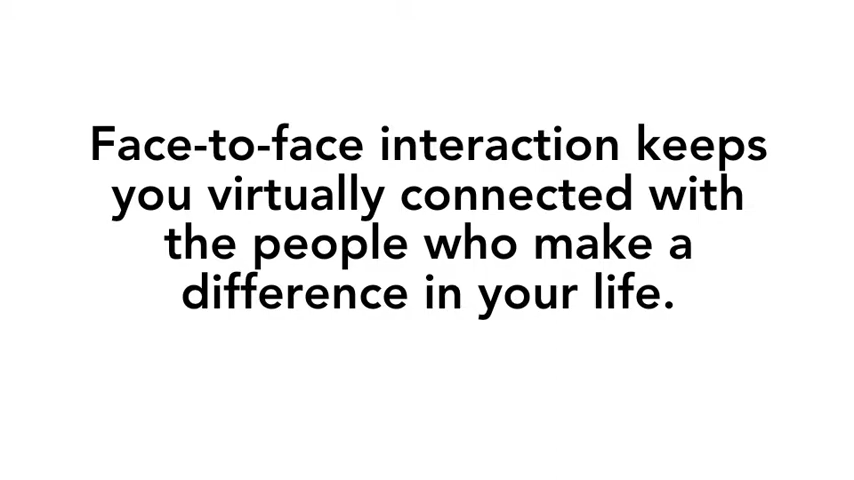 Face-to-face interaction keeps
you virtually connected with
the people who make a
difference in your life.